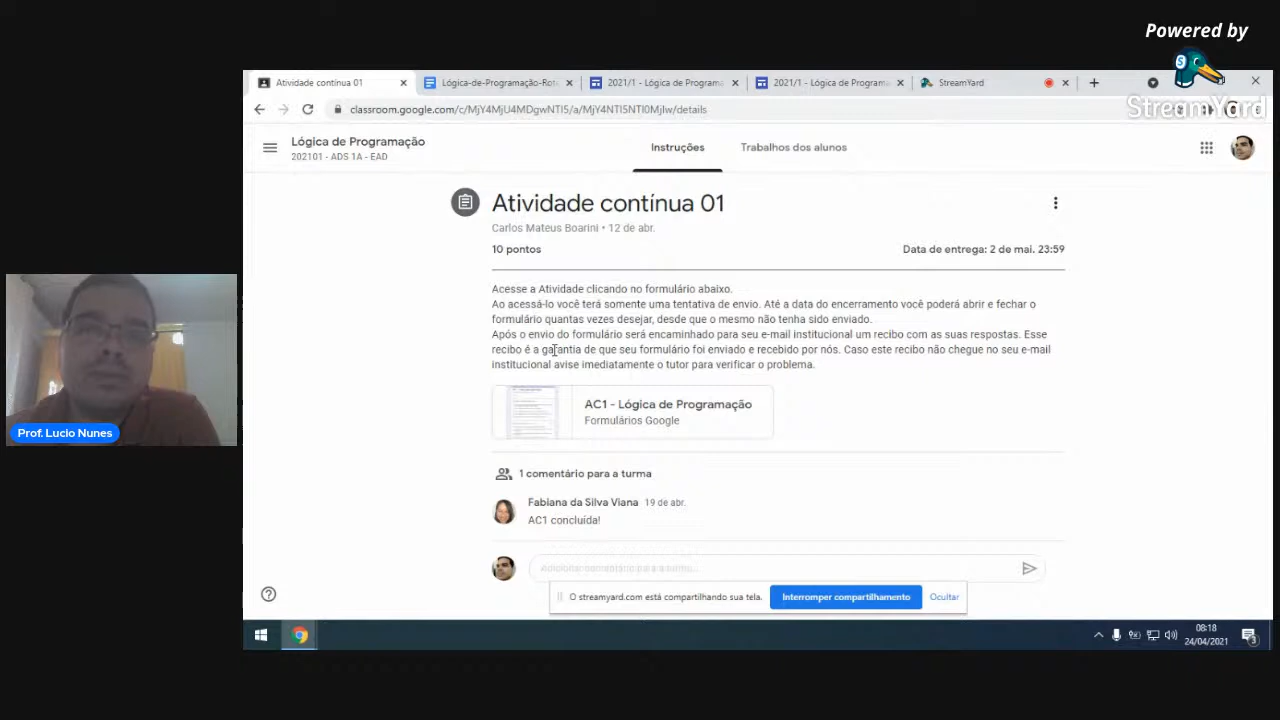 Powered by
StreamYard
Atividade contínua 01
Lógica-de-Programação-Rote
2021/1 - Lógica de Programa
2021/1 - Lógica de Programa
StreamYard
classroom.google.com/c/MjY4MjU4MDgwNTI5/a/MjY4NTI5NTI0MjIw/details
Lógica de Programação
202101 - ADS 1A - EAD
Instruções
Trabalhos dos alunos
Atividade contínua 01
Carlos Mateus Boarini • 12 de abr.
10 pontos
Data de entrega: 2 de mai. 23:59
Acesse a Atividade clicando no formulário abaixo.
Ao acessá-lo você terá somente uma tentativa de envio. Até a data do encerramento você poderá abrir e fechar o
formulário quantas vezes desejar, desde que o mesmo não tenha sido enviado.
Após o envio do formulário será encaminhado para seu e-mail institucional um recibo com as suas respostas. Esse
recibo é a garantia de que seu formulário foi enviado e recebido por nós. Caso este recibo não chegue no seu e-mail
institucional avise imediatamente o tutor para verificar o problema.
AC1 - Lógica de Programação
Formulários Google
1 comentário para a turma
Fabiana da Silva Viana 19 de abr.
AC1 concluída!
Adicionar comentário para a turma...
O streamyard.com está compartilhando sua tela.
Interromper compartilhamento
Ocultar
Prof. Lucio Nunes
08:18
24/04/2021
3